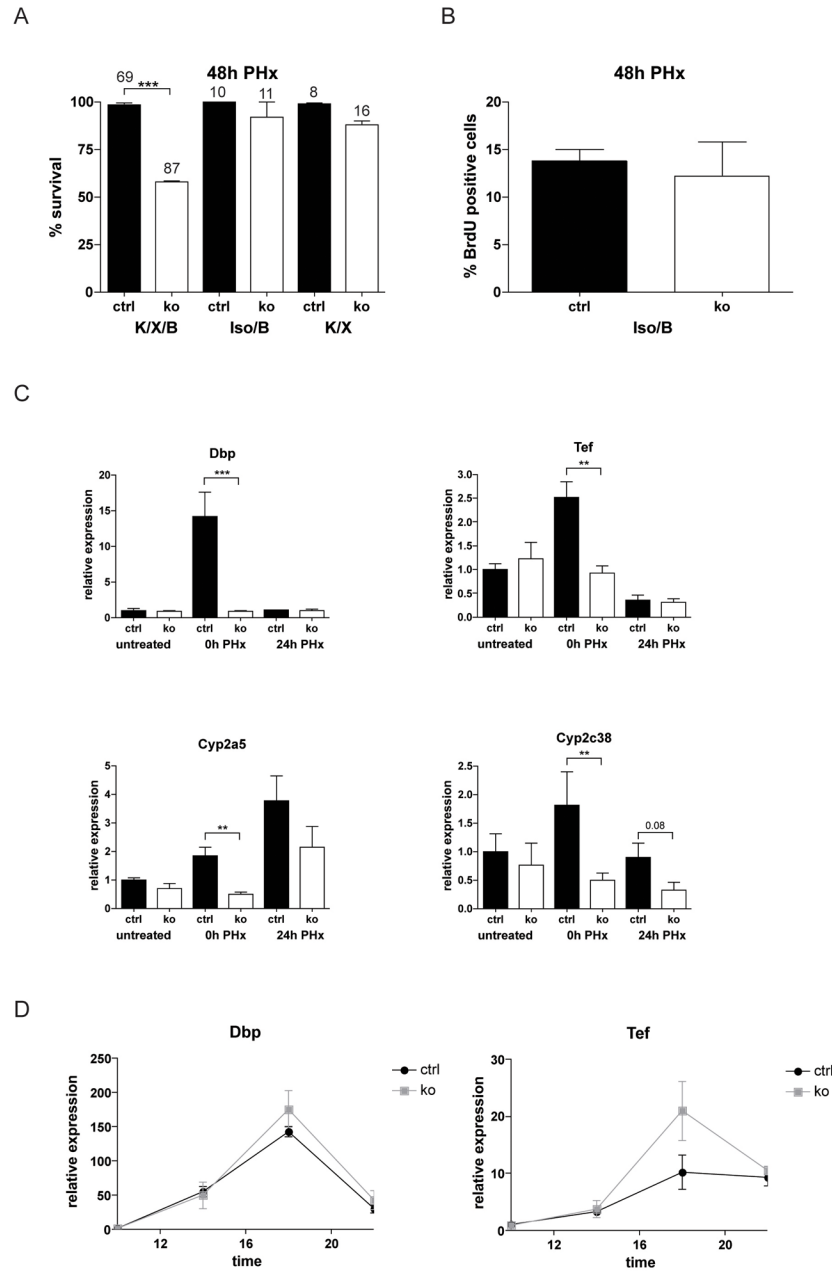 A
48h PHx
69
***
87
10
11
8
16
% survival
100
75
50
25
0
ctrl ko ctrl ko ctrl ko
K/X/B Iso/B K/X
B
48h PHx
% BrdU positive cells
20
15
10
5
0
ctrl ko
Iso/B
C
Dbp
***
relative expression
20
15
10
5
0
ctrl ko ctrl ko ctrl ko
untreated 0h PHx 24h PHx
Tef
**
relative expression
3.0
2.5
2.0
1.5
1.0
0.5
0.0
ctrl ko ctrl ko ctrl ko
untreated 0h PHx 24h PHx
Cyp2a5
**
relative expression
5
4
3
2
1
0
ctrl ko ctrl ko ctrl ko
untreated 0h PHx 24h PHx
Cyp2c38
**
0.08
relative expression
2.5
2.0
1.5
1.0
0.5
0.0
ctrl ko ctrl ko ctrl ko
untreated 0h PHx 24h PHx
D
Dbp
relative expression
250
200
150
100
50
0
12 16 20
time
ctrl
ko
Tef
relative expression
30
20
10
0
12 16 20
time
ctrl
ko